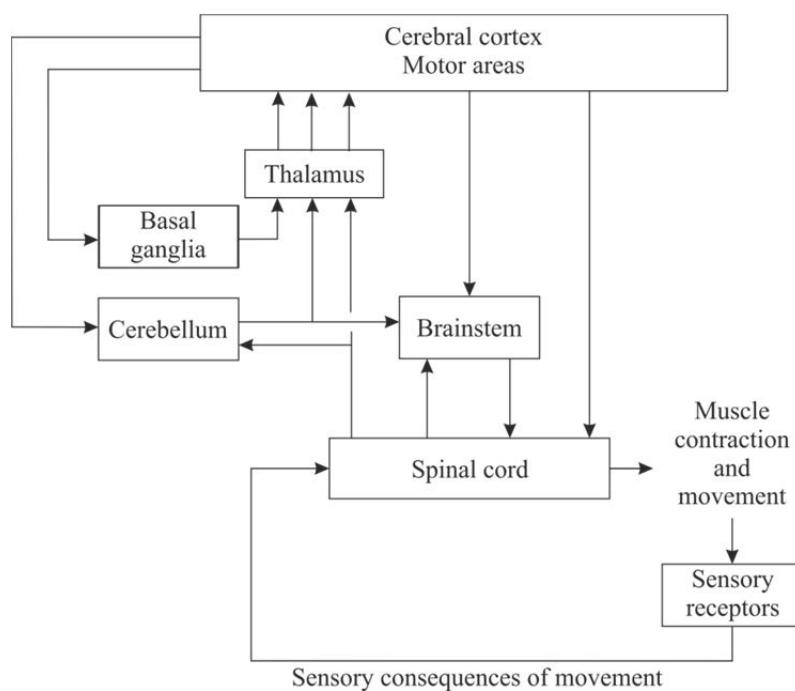 Cerebral cortex
Motor areas
Thalamus
Basal
ganglia
Cerebellum
Brainstem
Spinal cord
Muscle
contraction
and
movement
Sensory
receptors
Sensory consequences of movement